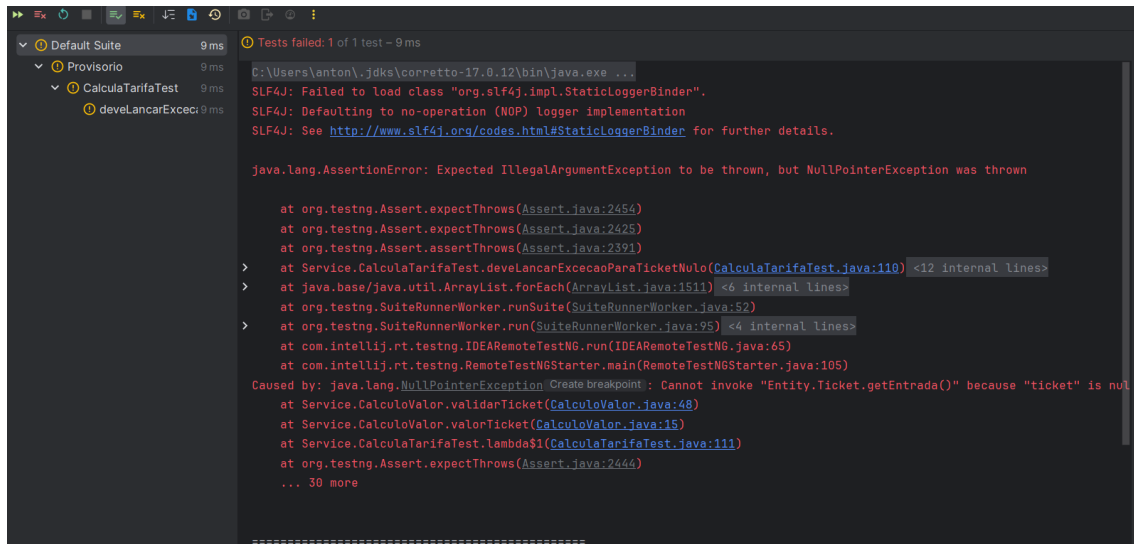 Default Suite 9 ms
Provisorio 9 ms
CalculaTarifaTest 9 ms
deveLancarExcec 9 ms
Tests failed: 1 of 1 test – 9 ms
C:\Users\anton\.jdks\corretto-17.0.12\bin\java.exe ...
SLF4J: Failed to load class "org.slf4j.impl.StaticLoggerBinder".
SLF4J: Defaulting to no-operation (NOP) logger implementation
SLF4J: See http://www.slf4j.org/codes.html#StaticLoggerBinder for further details.
java.lang.AssertionError: Expected IllegalArgumentException to be thrown, but NullPointerException was thrown
at org.testng.Assert.expectThrows(Assert.java:2454)
at org.testng.Assert.expectThrows(Assert.java:2425)
at org.testng.Assert.assertThrows(Assert.java:2391)
at Service.CalculaTarifaTest.deveLancarExcecaoParaTicketNulo(CalculaTarifaTest.java:110) <12 internal lines>
at java.base/java.util.ArrayList.forEach(ArrayList.java:1511) <6 internal lines>
at org.testng.SuiteRunnerWorker.runSuite(SuiteRunnerWorker.java:52)
at org.testng.SuiteRunnerWorker.run(SuiteRunnerWorker.java:95) <4 internal lines>
at com.intellij.rt.testng.IDEARemoteTestNG.run(IDEARemoteTestNG.java:65)
at com.intellij.rt.testng.RemoteTestNGStarter.main(RemoteTestNGStarter.java:105)
Caused by: java.lang.NullPointerException Create breakpoint : Cannot invoke "Entity.Ticket.getEntrada()" because "ticket" is nul
at Service.CalculoValor.validarTicket(CalculoValor.java:48)
at Service.CalculoValor.valorTicket(CalculoValor.java:15)
at Service.CalculaTarifaTest.lambda$1(CalculaTarifaTest.java:111)
at org.testng.Assert.expectThrows(Assert.java:2444)
... 30 more
===============================================